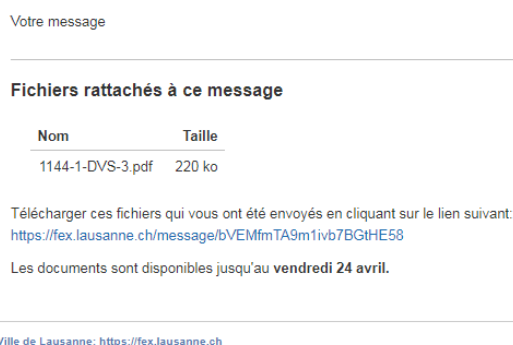 Votre message
Fichiers rattachés à ce message
Nom Taille
1144-1-DVS-3.pdf 220 ko
Télécharger ces fichiers qui vous ont été envoyés en cliquant sur le lien suivant:
https://fex.lausanne.ch/message/bVEMfmTA9m1ivb7BGtHE58
Les documents sont disponibles jusqu'au vendredi 24 avril.
Ville de Lausanne: https://fex.lausanne.ch